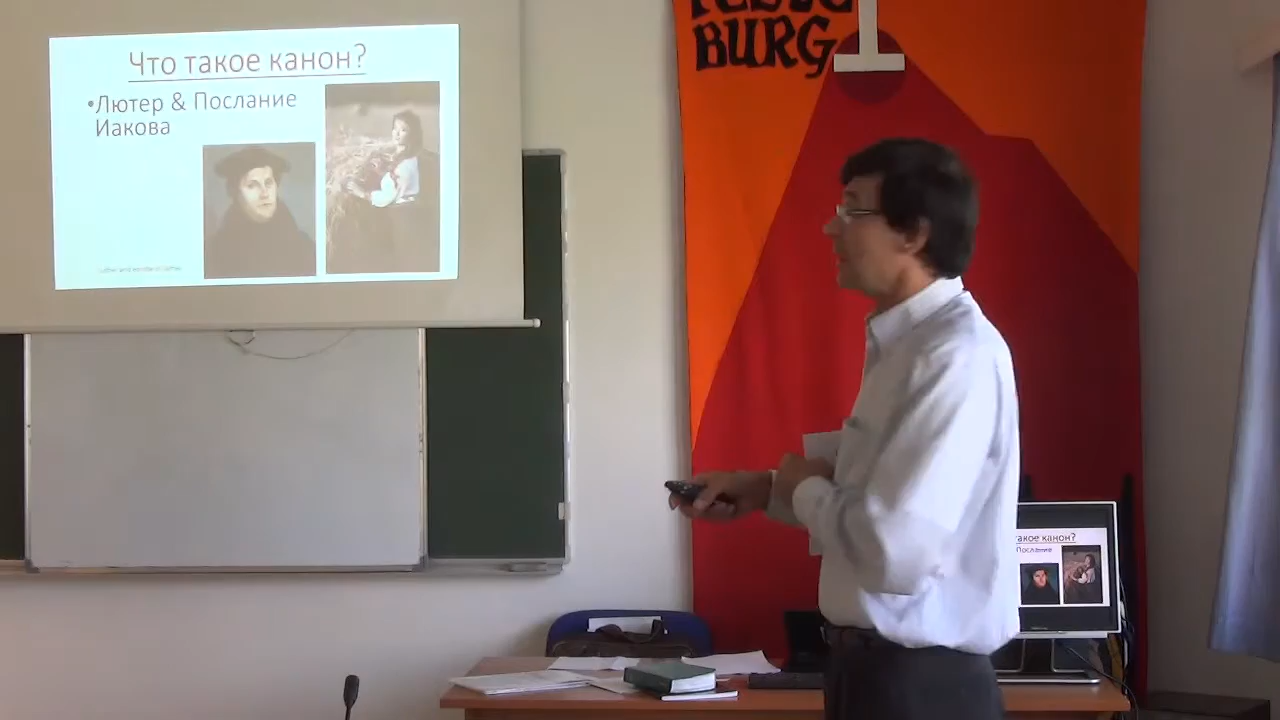 Что такое канон?
•Лютер & Послание
Иакова
BURG
такое канон?
Послание